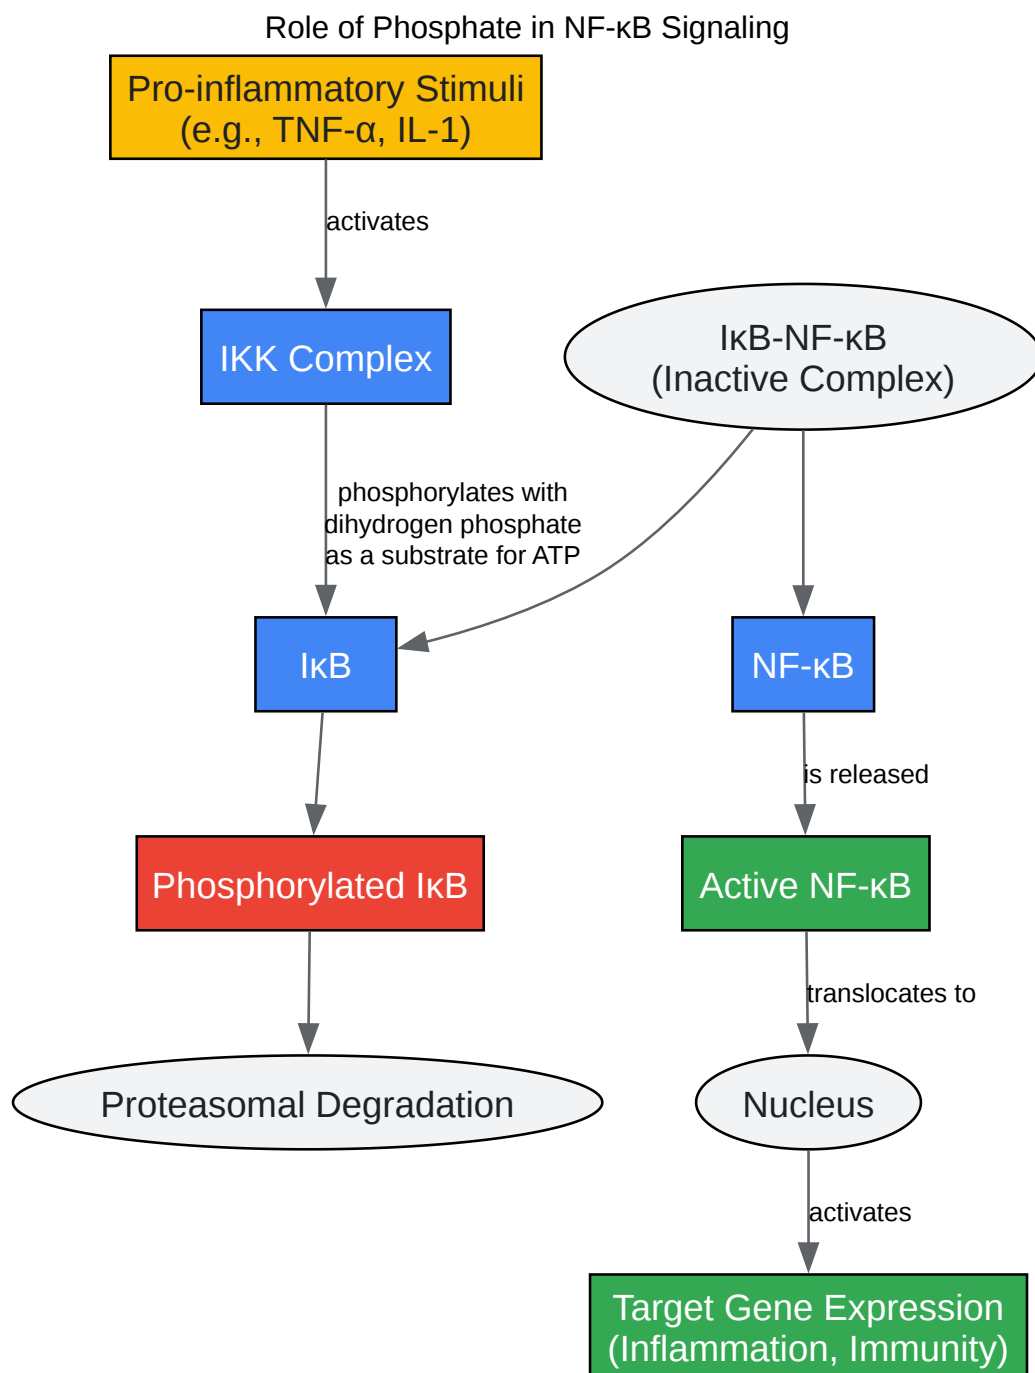 Role of Phosphate in NF-κB Signaling
Pro-inflammatory Stimuli
(e.g., TNF-α, IL-1)
activates
IKK Complex
IκB-NF-κB
(Inactive Complex)
phosphorylates with
dihydrogen phosphate
as a substrate for ATP
IκB
NF-κB
is released
Phosphorylated IκB
Active NF-κB
translocates to
Proteasomal Degradation
Nucleus
activates
Target Gene Expression
(Inflammation, Immunity)